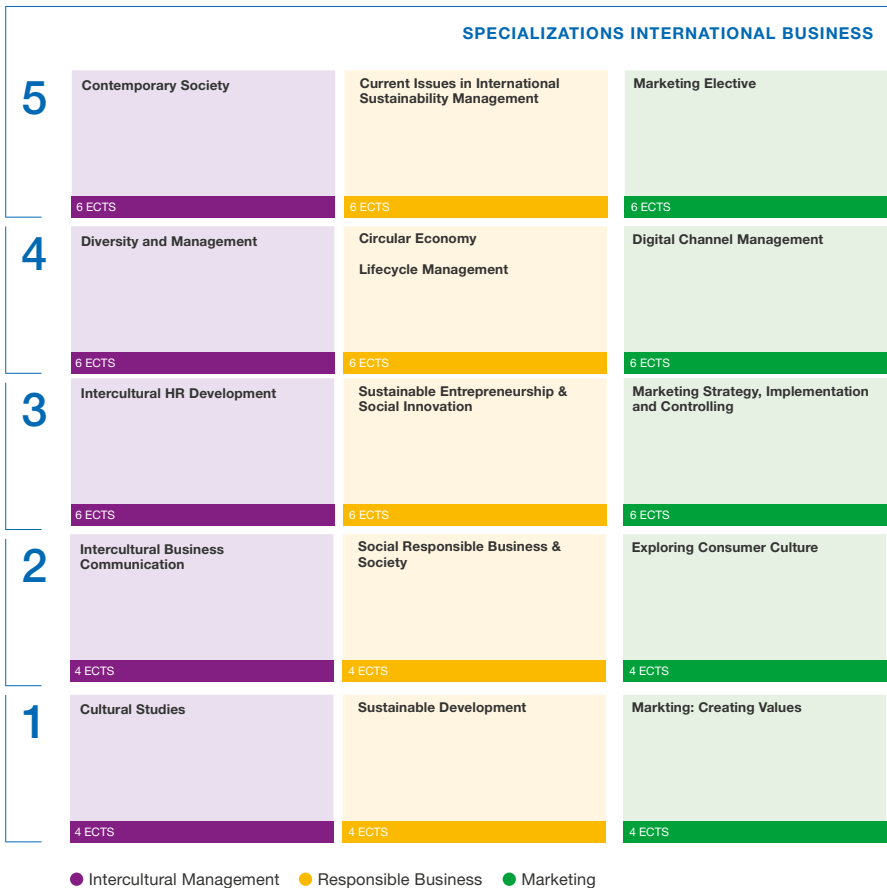 SPECIALIZATIONS INTERNATIONAL BUSINESS
5
Contemporary Society
6 ECTS
Current Issues in International
Sustainability Management
6 ECTS
Marketing Elective
6 ECTS
4
Diversity and Management
6 ECTS
Circular Economy
Lifecycle Management
6 ECTS
Digital Channel Management
6 ECTS
3
Intercultural HR Development
6 ECTS
Sustainable Entrepreneurship &
Social Innovation
6 ECTS
Marketing Strategy, Implementation
and Controlling
6 ECTS
2
Intercultural Business
Communication
4 ECTS
Social Responsible Business &
Society
4 ECTS
Exploring Consumer Culture
4 ECTS
1
Cultural Studies
4 ECTS
Sustainable Development
4 ECTS
Markting: Creating Values
4 ECTS
Intercultural Management
Responsible Business
Marketing